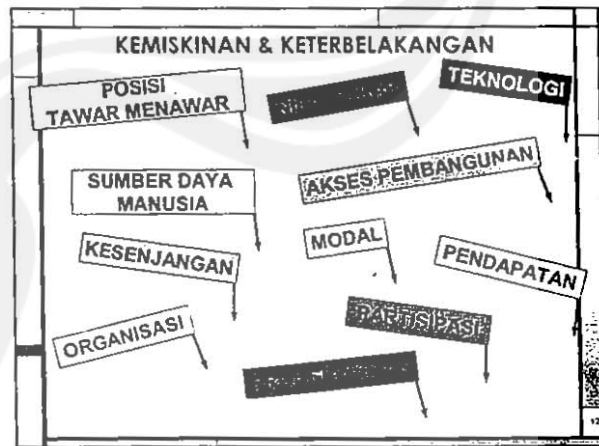 KEMISKINAN & KETERBELAKANGAN
POSISI
TAWAR MENAWAR
TEKNOLOGI
SUMBER DAYA
MANUSIA
AKSES PEMBANGUNAN
KESENJANGAN
MODAL
PENDAPATAN
ORGANISASI
PARTISIPASI